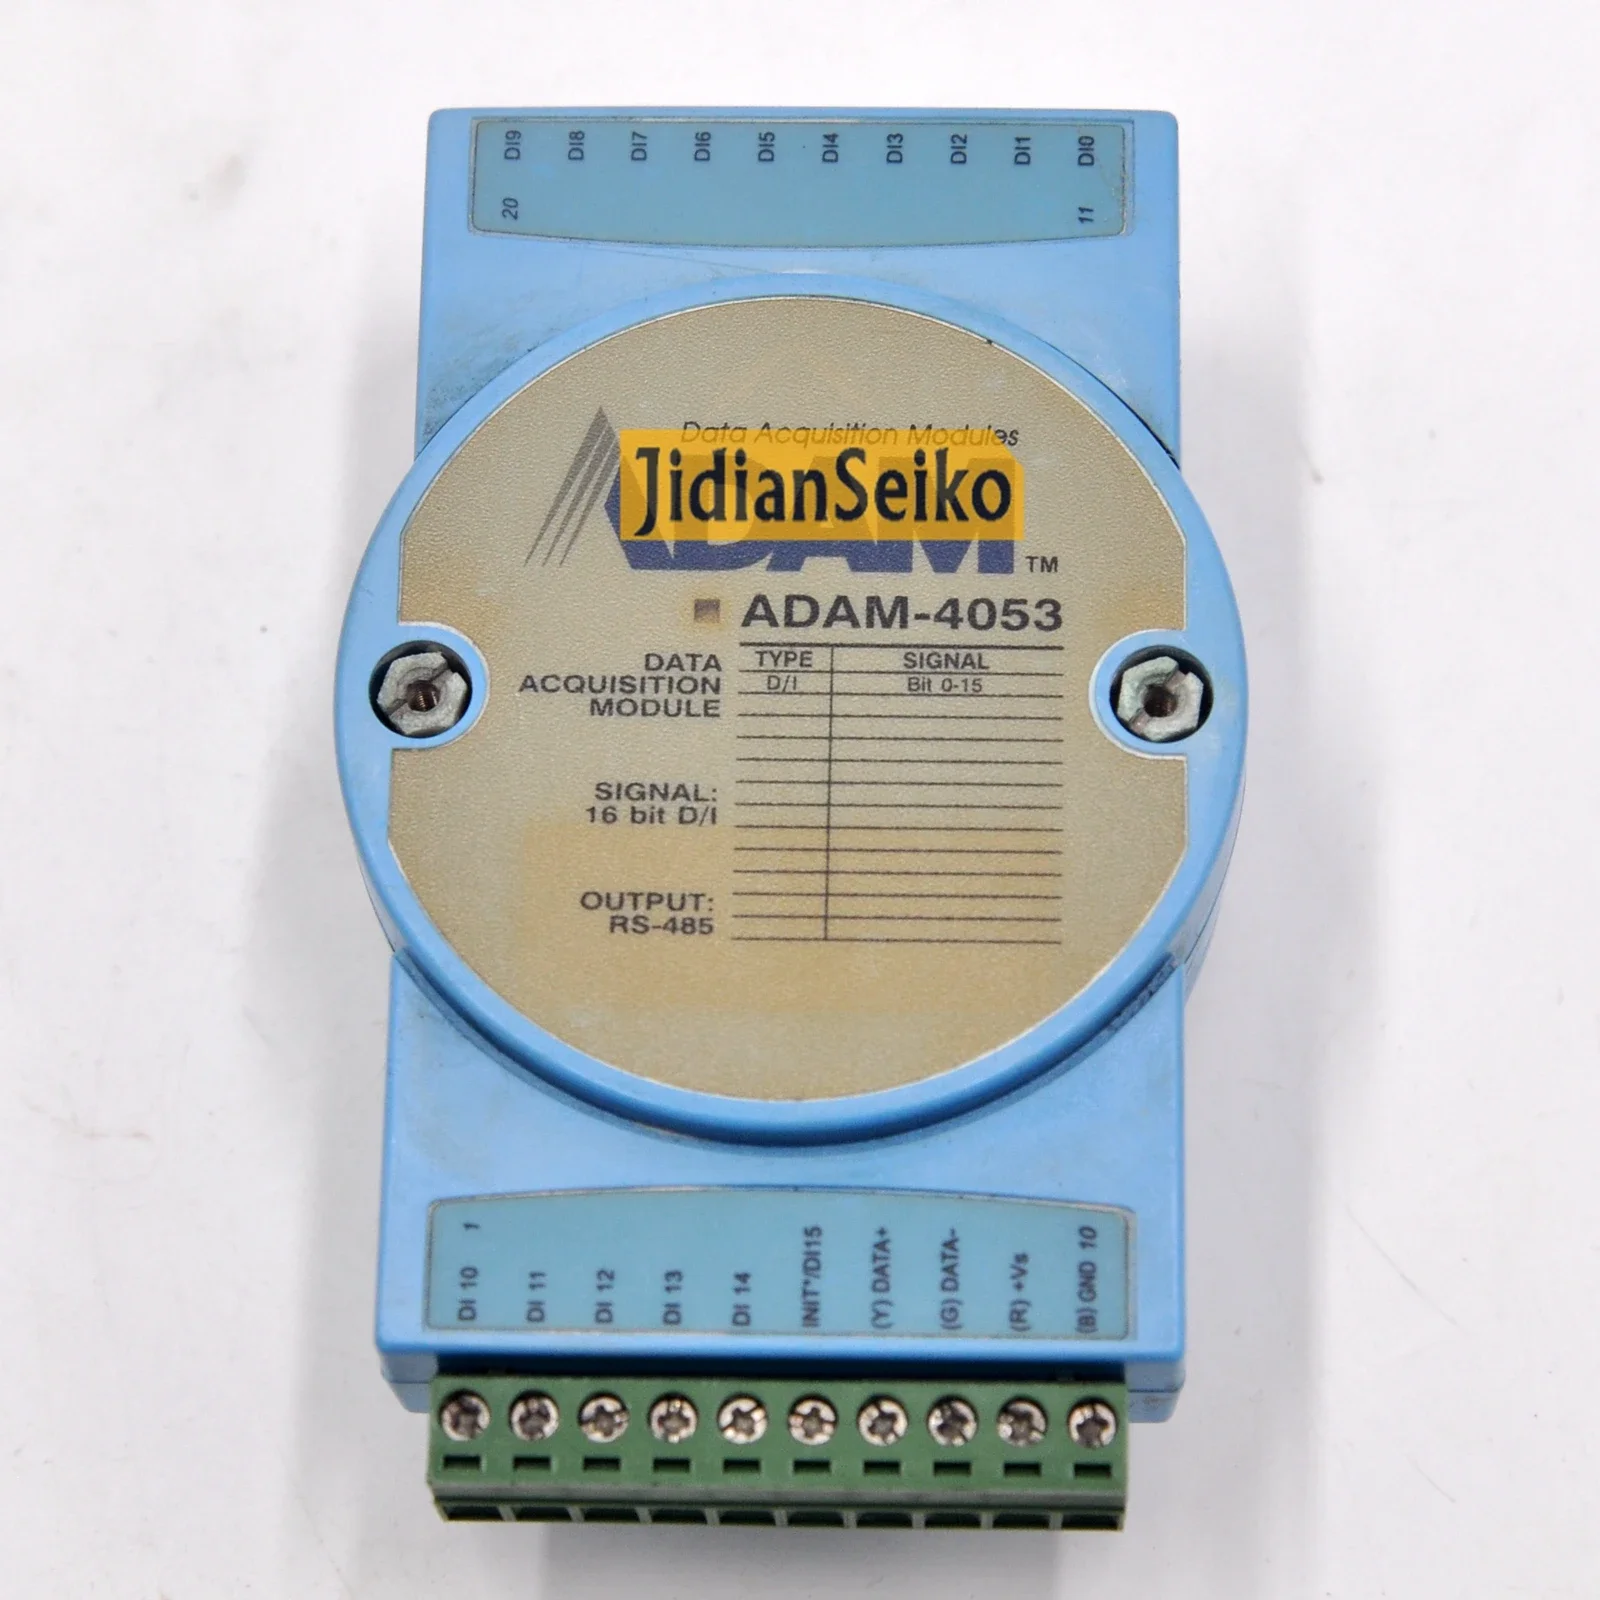 DI9 DI8 DI7 DI6 DI5 DI4 DI3 DI2 DI1 DI0
20 11
Data Acquisition Modules
JidianSeiko
ADAM TM
ADAM-4053
DATA
ACQUISITION
MODULE
TYPE SIGNAL
D/I Bit 0-15
SIGNAL:
16 bit D/I
OUTPUT:
RS-485
DI 10 1
DI 11
DI 12
DI 13
DI 14
INIT*/DI15
(Y) DATA+
(G) DATA-
(R) +Vs
(B) GND 10